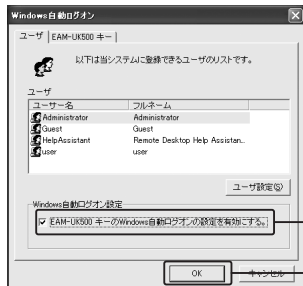 Windows自動ログオン
ユーザ EAM-UK500 キー
以下は当システムに登録できるユーザのリストです。
ユーザ
ユーザー名 フルネーム
Administrator Administrator
Guest Guest
HelpAssistant Remote Desktop Help Assistan..
user user
ユーザ設定(S)
Windows自動ログオン設定
EAM-UK500 キーのWindows自動ログオンの設定を有効にする。
OK キャンセル